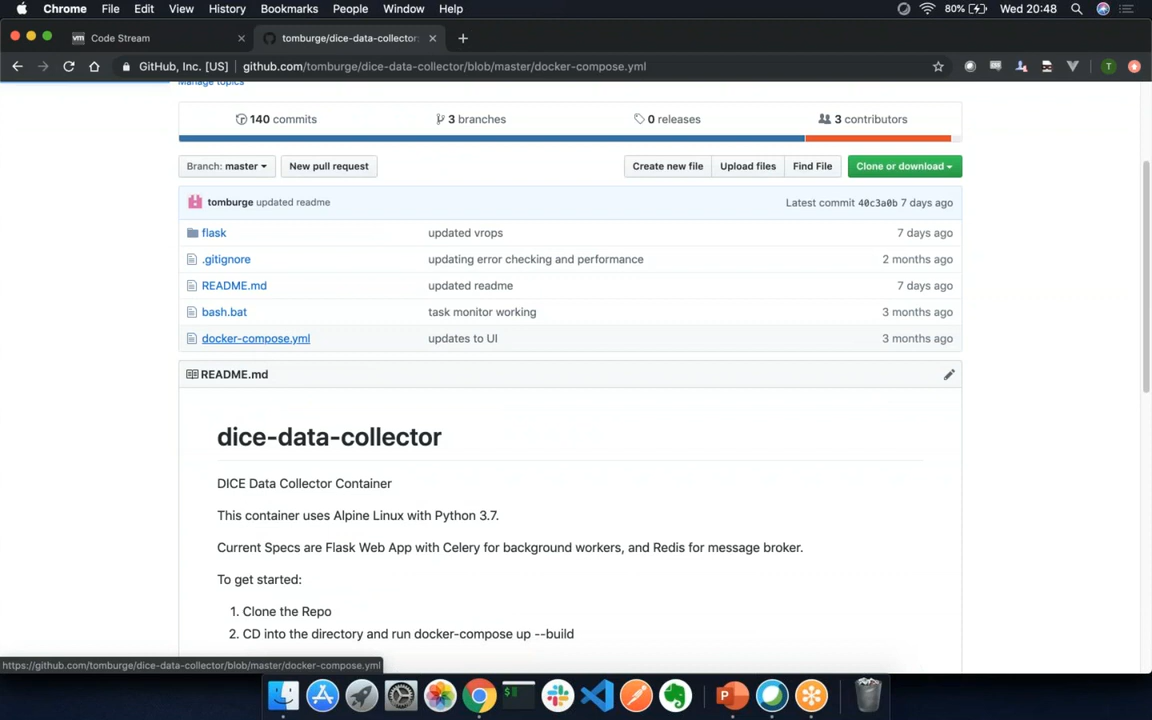 Chrome File Edit View History Bookmarks People Window Help 80% Wed 20:48
vm Code Stream × tomburge/dice-data-collector × +
GitHub, Inc. [US] github.com/tomburge/dice-data-collector/blob/master/docker-compose.yml T
Manage topics
140 commits 3 branches 0 releases 3 contributors
Branch: master New pull request Create new file Upload files Find File Clone or download
tomburge updated readme Latest commit 40c3a0b 7 days ago
flask updated vrops 7 days ago
.gitignore updating error checking and performance 2 months ago
README.md updated readme 7 days ago
bash.bat task monitor working 3 months ago
docker-compose.yml updates to UI 3 months ago
README.md
dice-data-collector
DICE Data Collector Container
This container uses Alpine Linux with Python 3.7.
Current Specs are Flask Web App with Celery for background workers, and Redis for message broker.
To get started:
1. Clone the Repo
2. CD into the directory and run docker-compose up --build
https://github.com/tomburge/dice-data-collector/blob/master/docker-compose.yml